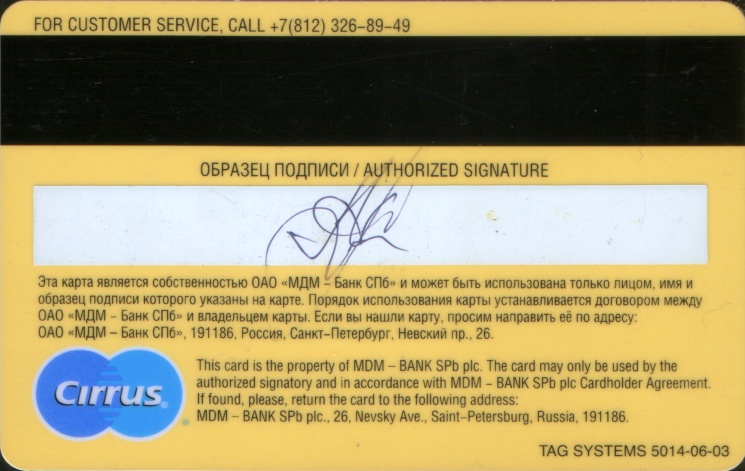 FOR CUSTOMER SERVICE, CALL +7(812) 326-89-49
ОБРАЗЕЦ ПОДПИСИ / AUTHORIZED SIGNATURE
Эта карта является собственностью ОАО «МДМ – Банк СПб» и может быть использована только лицом, имя и
образец подписи которого указаны на карте. Порядок использования карты устанавливается договором между
ОАО «МДМ – Банк СПб» и владельцем карты. Если вы нашли карту, просим направить её по адресу:
ОАО «МДМ – Банк СПб», 191186, Россия, Санкт-Петербург, Невский пр., 26.
Cirrus®
This card is the property of MDM – BANK SPb plc. The card may only be used by the
authorized signatory and in accordance with MDM – BANK SPb plc Cardholder Agreement.
If found, please, return the card to the following address:
MDM – BANK SPb plc., 26, Nevsky Ave., Saint-Petersburg, Russia, 191186.
TAG SYSTEMS 5014-06-03